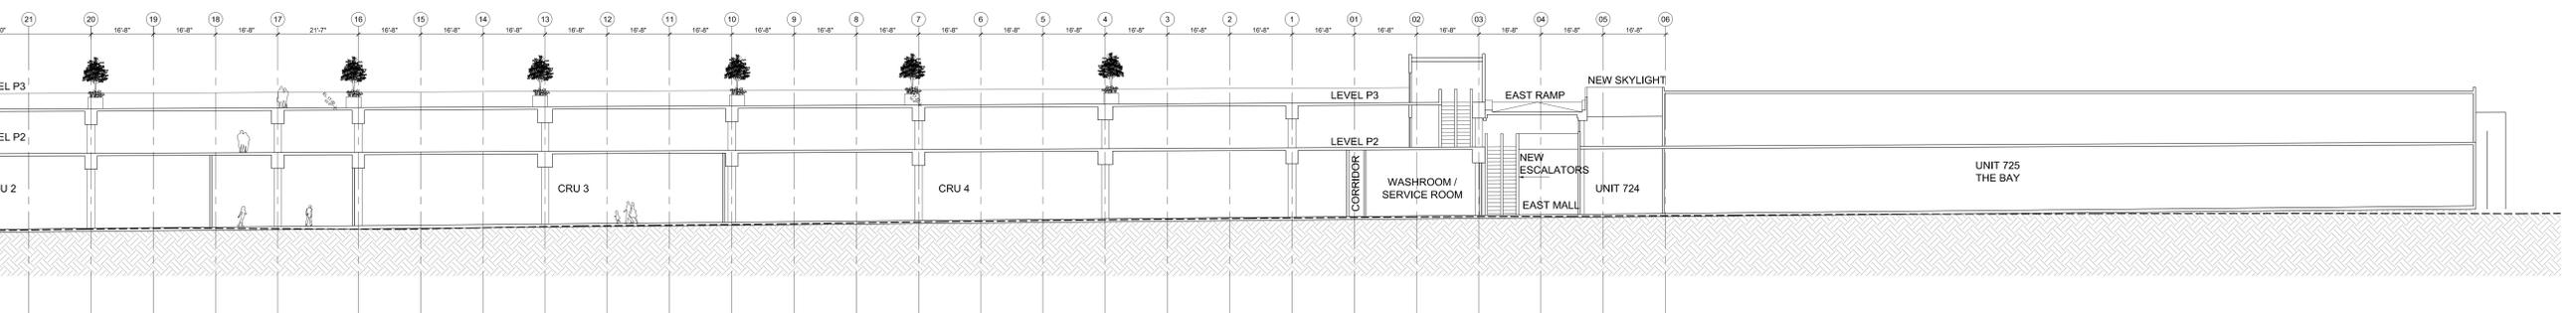 21 20 19 18 17 16 15 14 13 12 11 10 9 8 7 6 5 4 3 2 1 01 02 03 04 05 06
0" 16'-8" 16'-8" 16'-8" 21'-7" 16'-8" 16'-8" 16'-8" 16'-8" 16'-8" 16'-8" 16'-8" 16'-8" 16'-8" 16'-8" 16'-8" 16'-8" 16'-8" 16'-8" 16'-8" 16'-8" 16'-8" 16'-8" 16'-8" 16'-8" 16'-8"
EL P3
NEW SKYLIGHT
LEVEL P3
EAST RAMP
EL P2
LEVEL P2
U 2
CRU 3
CRU 4
CORRIDOR
WASHROOM /
SERVICE ROOM
NEW
ESCALATORS
EAST MALL
UNIT 724
UNIT 725
THE BAY